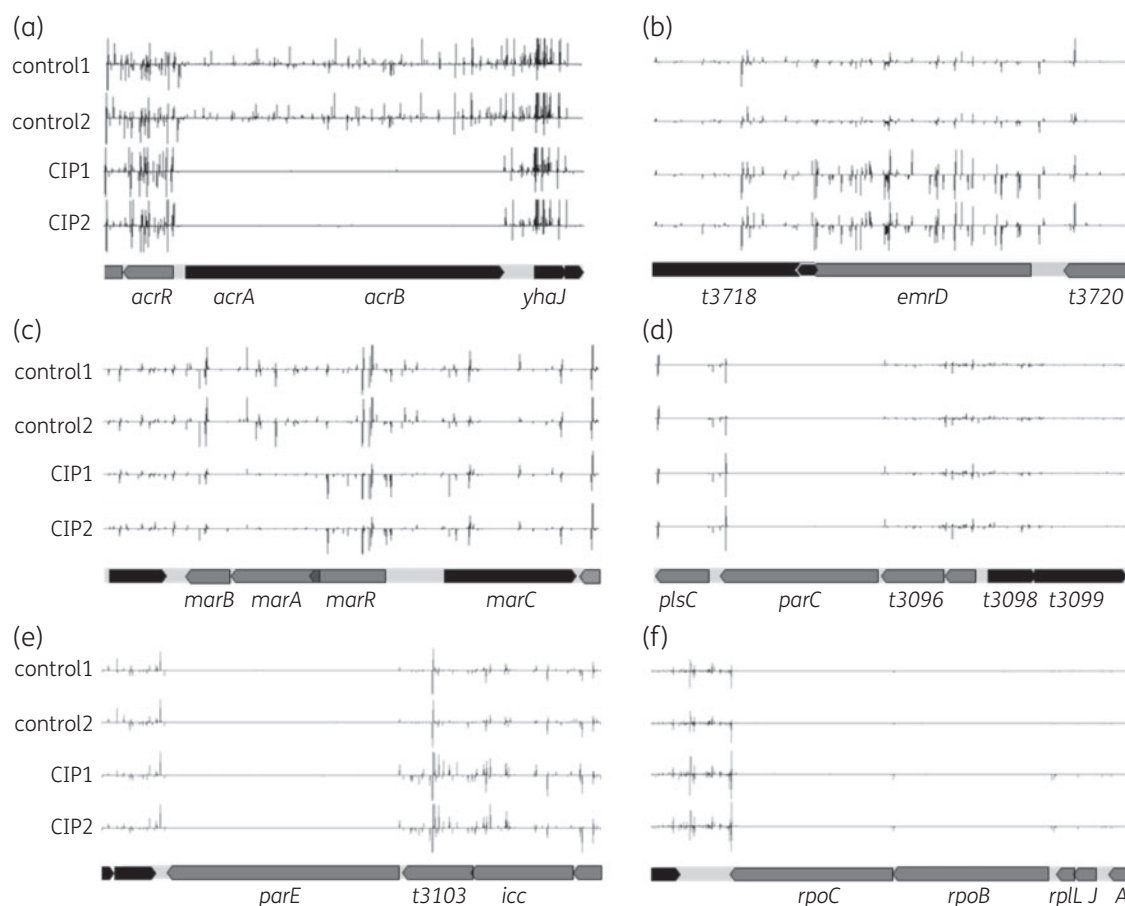 (a)
control1
control2
CIP1
CIP2
acrR acrA acrB yhaJ
(b)
t3718 emrD t3720
(c)
control1
control2
CIP1
CIP2
marB marA marR marC
(d)
plsC parC t3096 t3098 t3099
(e)
control1
control2
CIP1
CIP2
parE t3103 icc
(f)
rpoC rpoB rplL J A